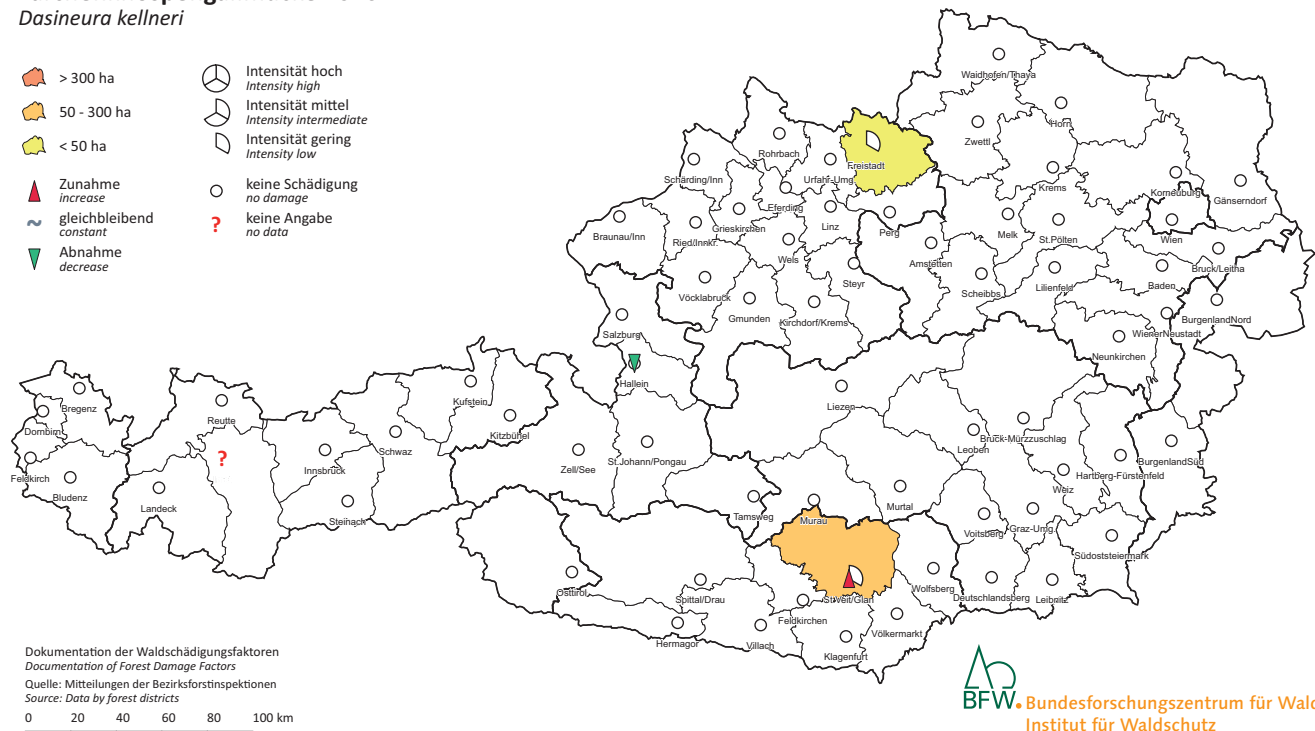 Dasineura kellneri
> 300 ha
50 - 300 ha
< 50 ha
Zunahme
increase
~ gleichbleibend
constant
Abnahme
decrease
Intensität hoch
Intensity high
Intensität mittel
Intensity intermediate
Intensität gering
Intensity low
keine Schädigung
no damage
? keine Angabe
no data
Waidhofen/Thaya
Horn
Zwettl
Rohrbach
Freistadt
Schärding/Inn
Urfahr-Umg.
Krems
Korneuburg
Gänserndorf
Eferding
Grieskirchen
Linz
Perg
Melk
St.Pölten
Wien
Braunau/Inn
Ried/Innkr.
Wels
Amstetten
Bruck/Leitha
Steyr
Scheibbs
Lilienfeld
Baden
Vöcklabruck
Gmunden
Kirchdorf/Krems
BurgenlandNord
Salzburg
WienerNeustadt
Neunkirchen
Hallein
Bregenz
Kufstein
Liezen
Dornbirn
Reutte
Kitzbühel
Bruck-Mürzzuschlag
Schwaz
Leoben
?
Innsbruck
Zell/See
St.Johann/Pongau
BurgenlandSüd
Feldkirch
Hartberg-Fürstenfeld
Bludenz
Weiz
Landeck
Steinach
Tamsweg
Murau
Murtal
Voitsberg
Graz-Umg.
Südoststeiermark
Osttirol
Spittal/Drau
St.Veit/Glan
Wolfsberg
Deutschlandsberg
Leibnitz
Feldkirchen
Völkermarkt
Hermagor
Villach
Klagenfurt
Dokumentation der Waldschädigungsfaktoren
Documentation of Forest Damage Factors
Quelle: Mitteilungen der Bezirksforstinspektionen
Source: Data by forest districts
0 20 40 60 80 100 km
BFW
Bundesforschungszentrum für Wald
Institut für Waldschutz